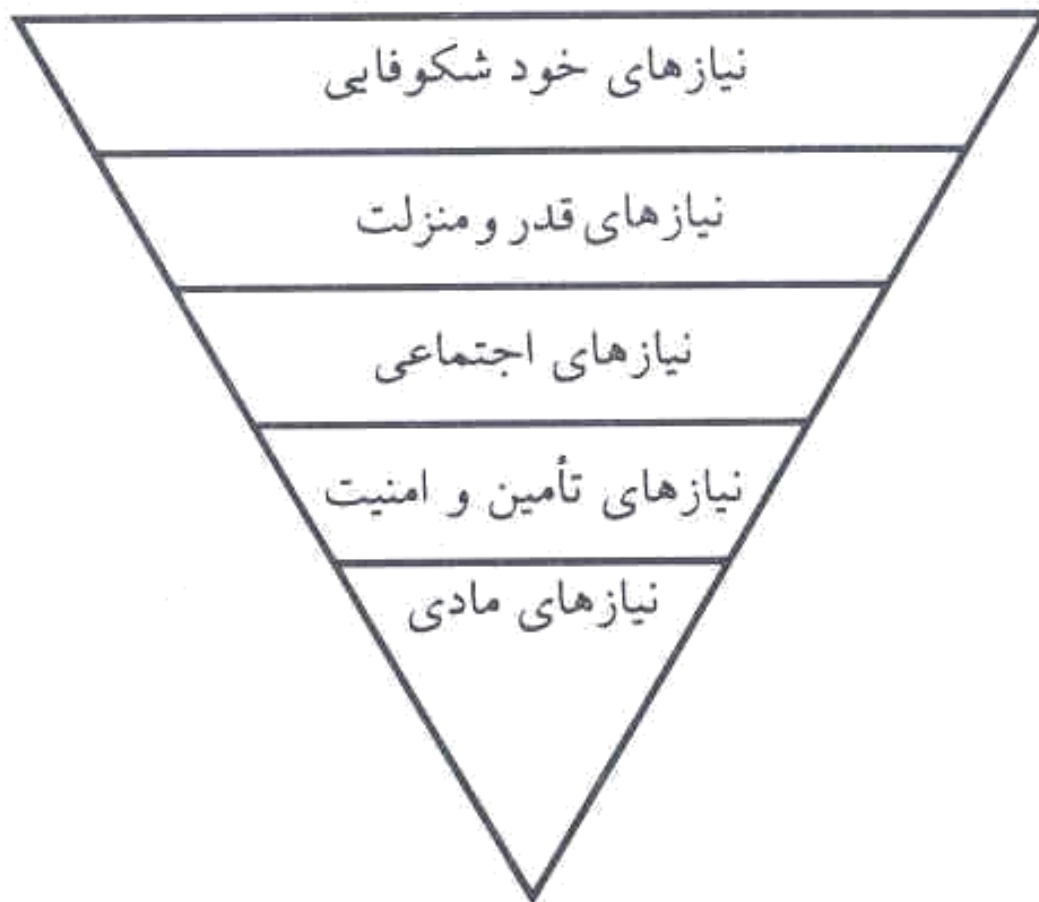 نیازهای خود شکوفایی
نیازهای قدر و منزلت
نیازهای اجتماعی
نیازهای تأمین و امنیت
نیازهای مادی